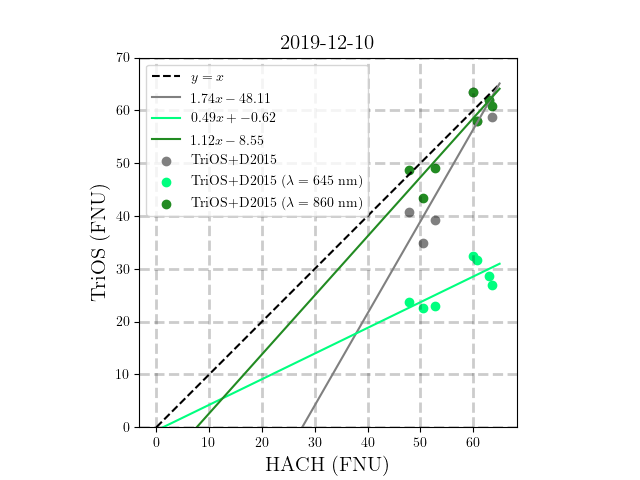 2019-12-10
70
60
50
40
30
20
10
0
TriOS (FNU)
y = x
1.74x − 48.11
0.49x + −0.62
1.12x − 8.55
TriOS+D2015
TriOS+D2015 (λ = 645 nm)
TriOS+D2015 (λ = 860 nm)
0 10 20 30 40 50 60
HACH (FNU)